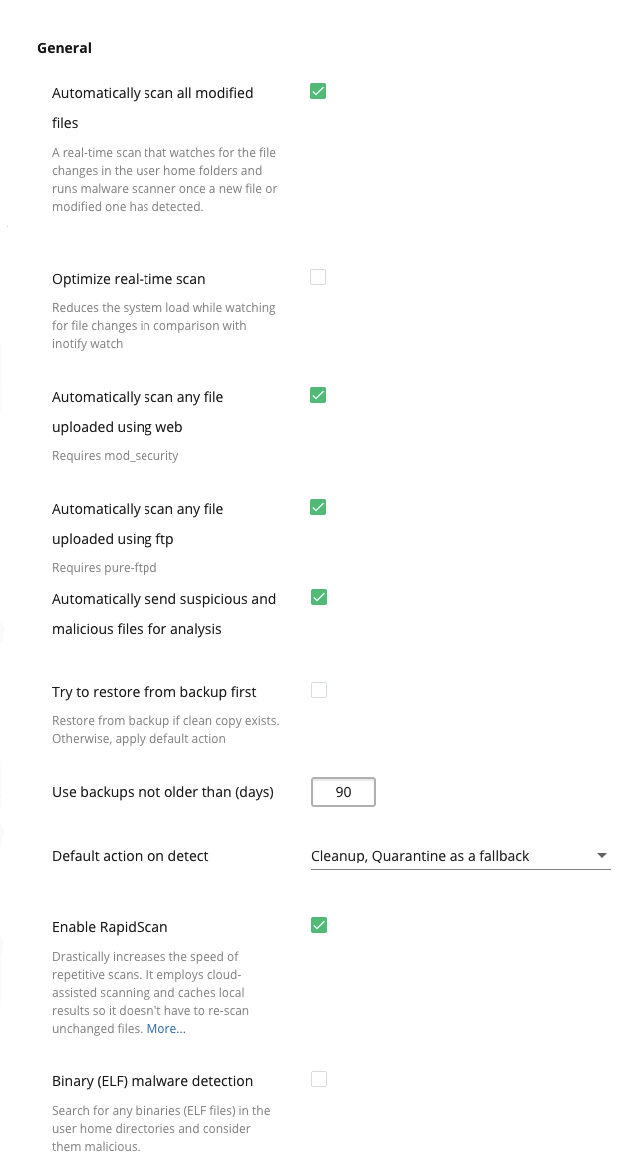 General
Automatically scan all modified
files
A real-time scan that watches for the file
changes in the user home folders and
runs malware scanner once a new file or
modified one has detected.
Optimize real-time scan
Reduces the system load while watching
for file changes in comparison with
inotify watch
Automatically scan any file
uploaded using web
Requires mod_security
Automatically scan any file
uploaded using ftp
Requires pure-ftpd
Automatically send suspicious and
malicious files for analysis
Try to restore from backup first
Restore from backup if clean copy exists.
Otherwise, apply default action
Use backups not older than (days) 90
Default action on detect Cleanup, Quarantine as a fallback
Enable RapidScan
Drastically increases the speed of
repetitive scans. It employs cloud-
assisted scanning and caches local
results so it doesn't have to re-scan
unchanged files. More...
Binary (ELF) malware detection
Search for any binaries (ELF files) in the
user home directories and consider
them malicious.